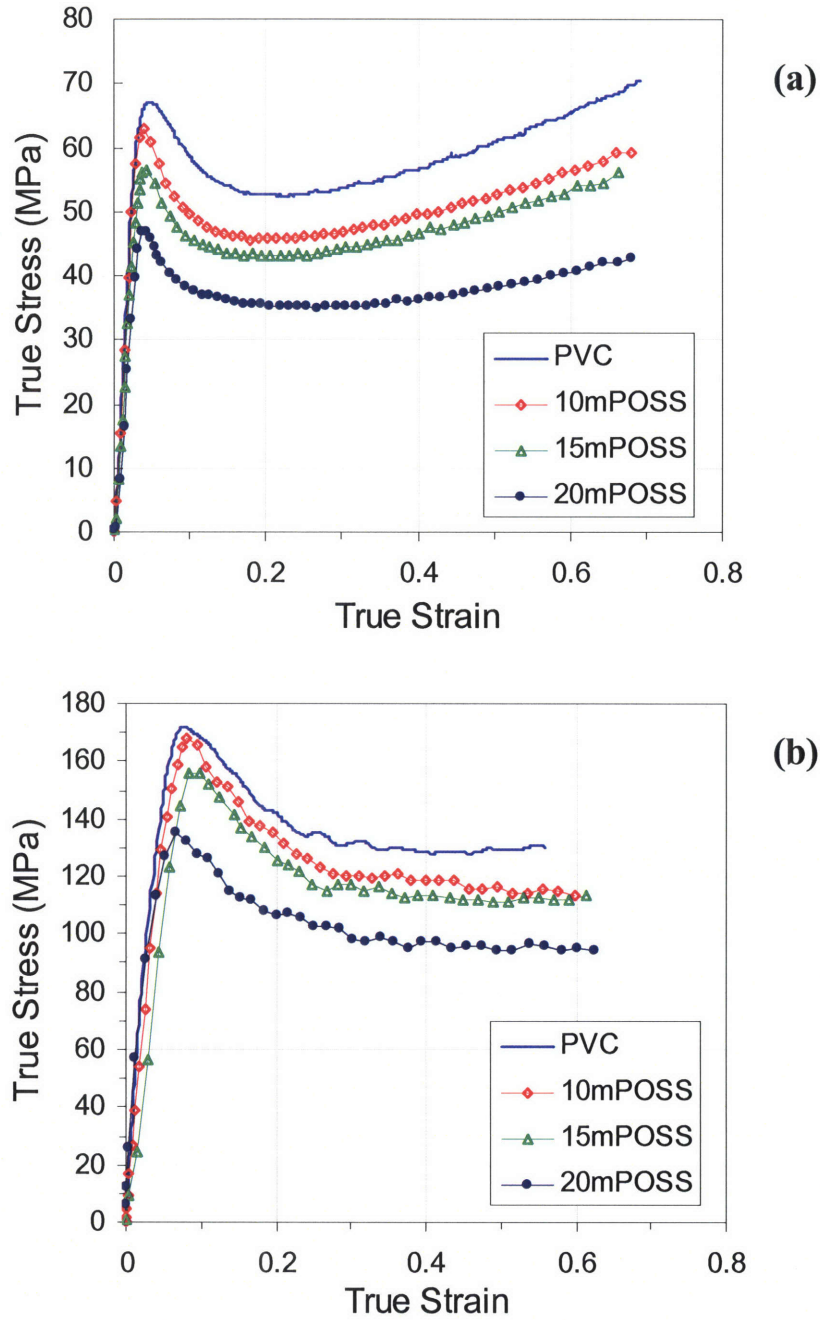 80
70
60
50
40
30
20
10
0
True Stress (MPa)
(a)
PVC
10mPOSS
15mPOSS
20mPOSS
0 0.2 0.4 0.6 0.8
True Strain
180
160
140
120
100
80
60
40
20
0
True Stress (MPa)
(b)
PVC
10mPOSS
15mPOSS
20mPOSS
0 0.2 0.4 0.6 0.8
True Strain